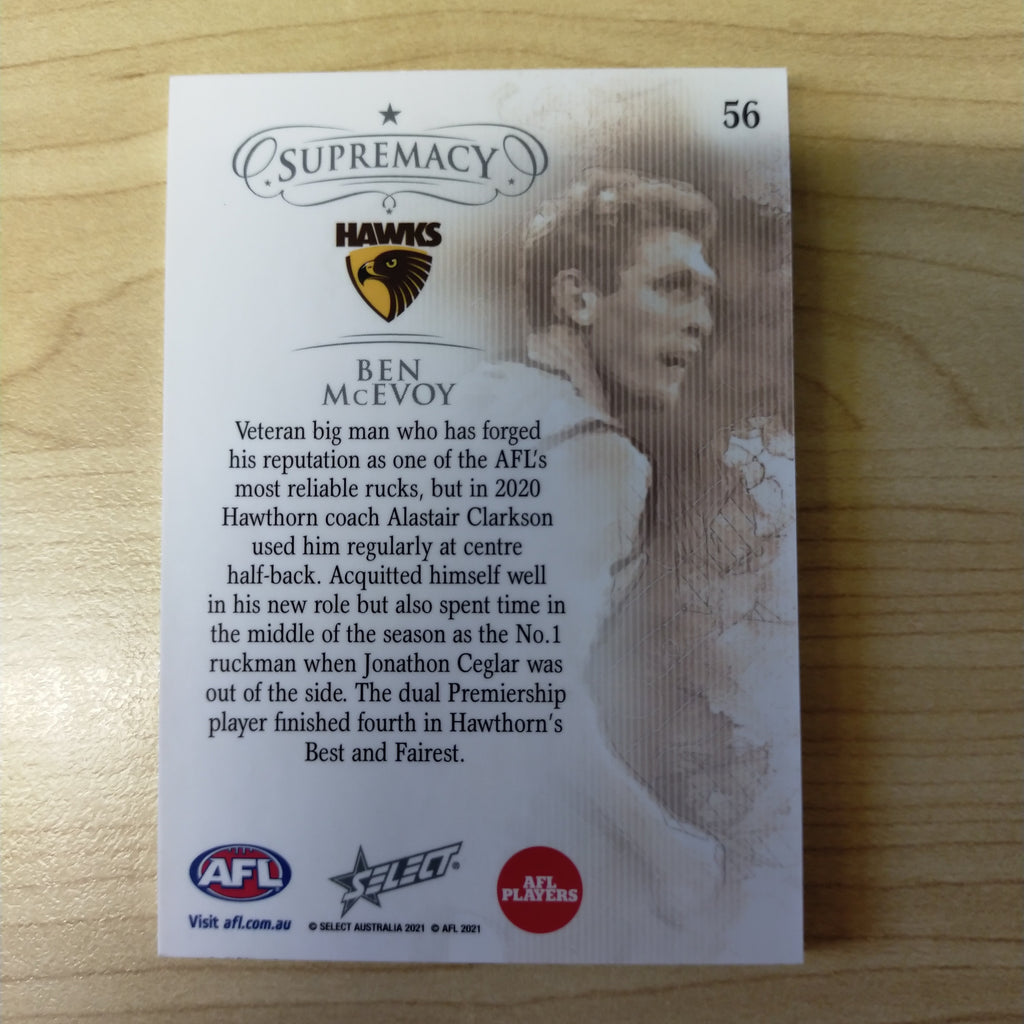 56
SUPREMACY
HAWKS
BEN
McEVOY
Veteran big man who has forged
his reputation as one of the AFL's
most reliable rucks, but in 2020
Hawthorn coach Alastair Clarkson
used him regularly at centre
half-back. Acquitted himself well
in his new role but also spent time in
the middle of the season as the No.1
ruckman when Jonathon Ceglar was
out of the side. The dual Premiership
player finished fourth in Hawthorn's
Best and Fairest.
AFL
Visit afl.com.au
SELECT®
© SELECT AUSTRALIA 2021 © AFL 2021
AFL
PLAYERS